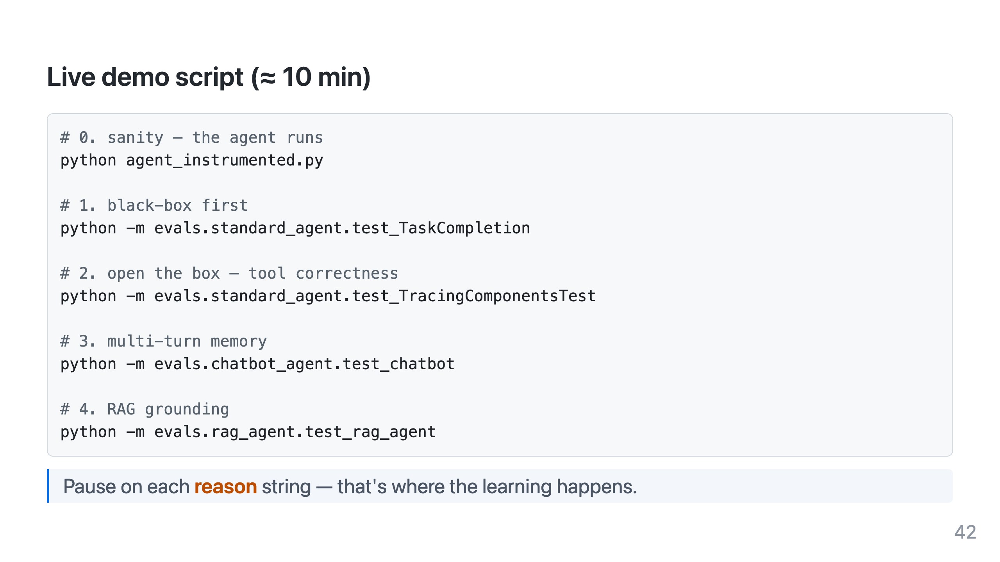 Live demo script (≈ 10 min)
# 0. sanity — the agent runs
python agent_instrumented.py
# 1. black-box first
python -m evals.standard_agent.test_TaskCompletion
# 2. open the box — tool correctness
python -m evals.standard_agent.test_TracingComponentsTest
# 3. multi-turn memory
python -m evals.chatbot_agent.test_chatbot
# 4. RAG grounding
python -m evals.rag_agent.test_rag_agent
Pause on each reason string — that's where the learning happens.
42